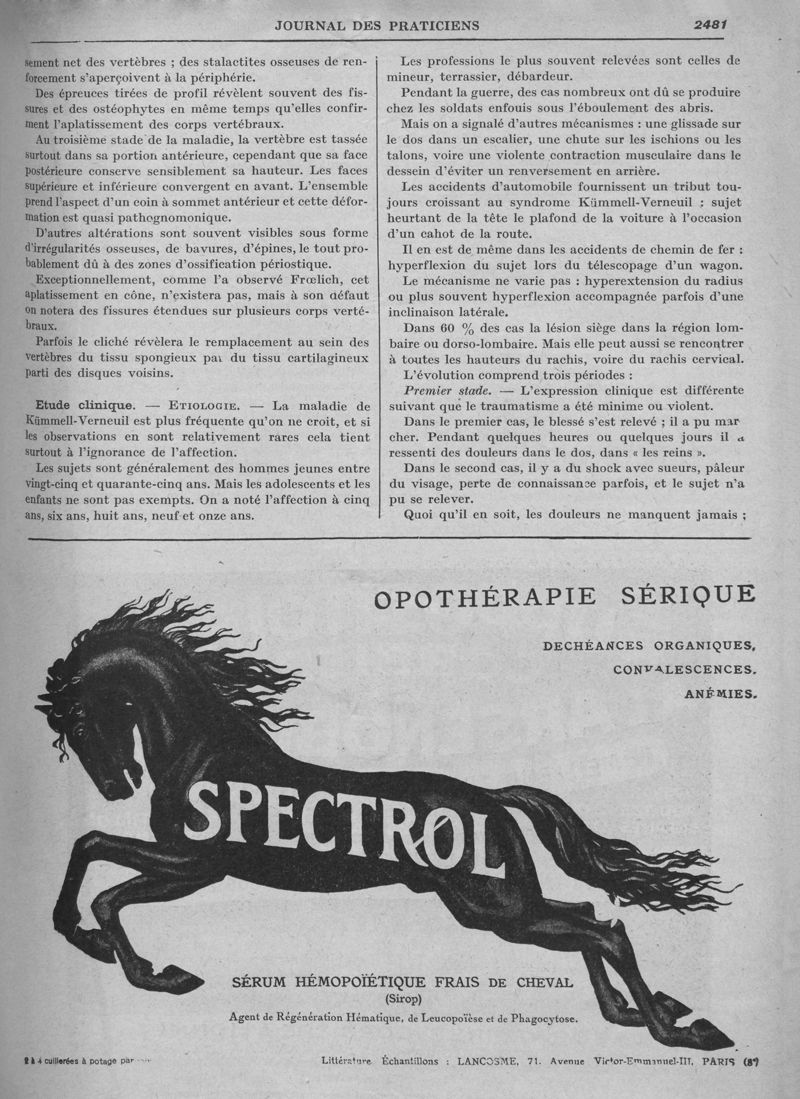 JOURNAL DES PRATICIENS
2481
sement net des vertèbres ; des stalactites osseuses de ren-
forcement s'aperçoivent à la périphérie.
Des épreuces tirées de profil révèlent souvent des fis-
sures et des ostéophytes en même temps qu'elles confir-
ment l'aplatissement des corps vertébraux.
Au troisième stade de la maladie, la vertèbre est tassée
surtout dans sa portion antérieure, cependant que sa face
postérieure conserve sensiblement sa hauteur. Les faces
supérieure et inférieure convergent en avant. L'ensemble
prend l'aspect d'un coin à sommet antérieur et cette défor-
mation est quasi pathognomonique.
D'autres altérations sont souvent visibles sous forme
d'irrégularités osseuses, de bavures, d'épines, le tout pro-
bablement dû à des zones d'ossification périostique.
Exceptionnellement, comme l'a observé Frœlich, cet
aplatissement en cône, n'existera pas, mais à son défaut
on notera des fissures étendues sur plusieurs corps verté-
braux.
Parfois le cliché révèlera le remplacement au sein des
vertèbres du tissu spongieux par du tissu cartilagineux
parti des disques voisins.
Etude clinique. — ETIOLOGIE. — La maladie de
Kümmell-Verneuil est plus fréquente qu'on ne croit, et si
les observations en sont relativement rares cela tient
surtout à l'ignorance de l'affection.
Les sujets sont généralement des hommes jeunes entre
vingt-cinq et quarante-cinq ans. Mais les adolescents et les
enfants ne sont pas exempts. On a noté l'affection à cinq
ans, six ans, huit ans, neuf et onze ans.
Les professions le plus souvent relevées sont celles de
mineur, terrassier, débardeur.
Pendant la guerre, des cas nombreux ont dû se produire
chez les soldats enfouis sous l'éboulement des abris.
Mais on a signalé d'autres mécanismes : une glissade sur
le dos dans un escalier, une chute sur les ischions ou les
talons, voire une violente contraction musculaire dans le
dessein d'éviter un renversement en arrière.
Les accidents d'automobile fournissent un tribut tou-
jours croissant au syndrome Kümmell-Verneuil : sujet
heurtant de la tête le plafond de la voiture à l'occasion
d'un cahot de la route.
Il en est de même dans les accidents de chemin de fer :
hyperflexion du sujet lors du télescopage d'un wagon.
Le mécanisme ne varie pas : hyperextension du radius
ou plus souvent hyperflexion accompagnée parfois d'une
inclinaison latérale.
Dans 60 % des cas la lésion siège dans la région lom-
baire ou dorso-lombaire. Mais elle peut aussi se rencontrer
à toutes les hauteurs du rachis, voire du rachis cervical.
L'évolution comprend trois périodes :
Premier stade. — L'expression clinique est différente
suivant que le traumatisme a été minime ou violent.
Dans le premier cas, le blessé s'est relevé ; il a pu mar
cher. Pendant quelques heures ou quelques jours il a
ressenti des douleurs dans le dos, dans « les reins ».
Dans le second cas, il y a du shock avec sueurs, pâleur
du visage, perte de connaissance parfois, et le sujet n'a
pu se relever.
Quoi qu'il en soit, les douleurs ne manquent jamais ;
OPOTHÉRAPIE SÉRIQUE
DECHÉANCES ORGANIQUES,
CONVALESCENCES.
ANÉMIES.
SPECTROL
SÉRUM HÉMOPOÏÉTIQUE FRAIS DE CHEVAL
(Sirop)
Agent de Régénération Hématique, de Leucopoïèse et de Phagocytose.
2 à 4 cuillerées à potage par
Littérature Échantillons : LANCOSME, 71. Avenue Victor-Emmanuel-III, PARIS (8e)